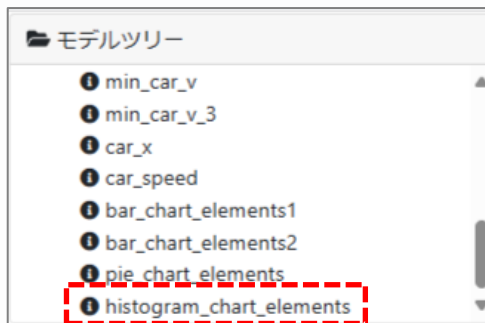 モデルツリー
min_car_v
min_car_v_3
car_x
car_speed
bar_chart_elements1
bar_chart_elements2
pie_chart_elements
histogram_chart_elements